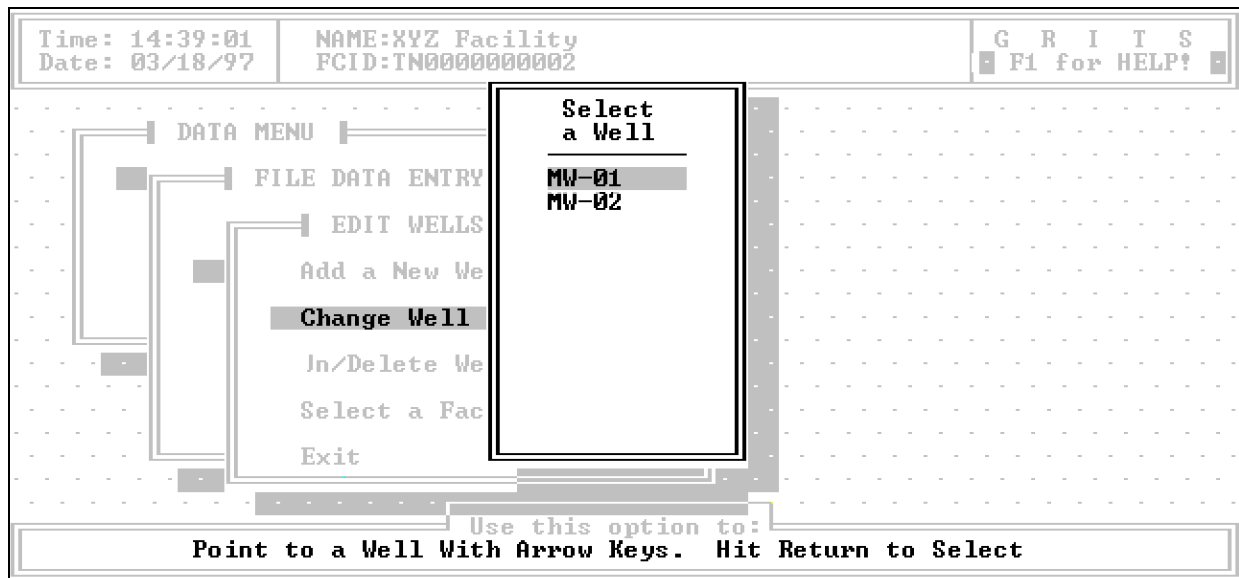 Time: 14:39:01 NAME:XYZ Facility G R I T S
Date: 03/18/97 FCID:TN0000000002 F1 for HELP!
Select
a Well
DATA MENU
FILE DATA ENTRY
MW-01
MW-02
EDIT WELLS
Add a New We
Change Well
Jn/Delete We
Select a Fac
Exit
Use this option to:
Point to a Well With Arrow Keys. Hit Return to Select